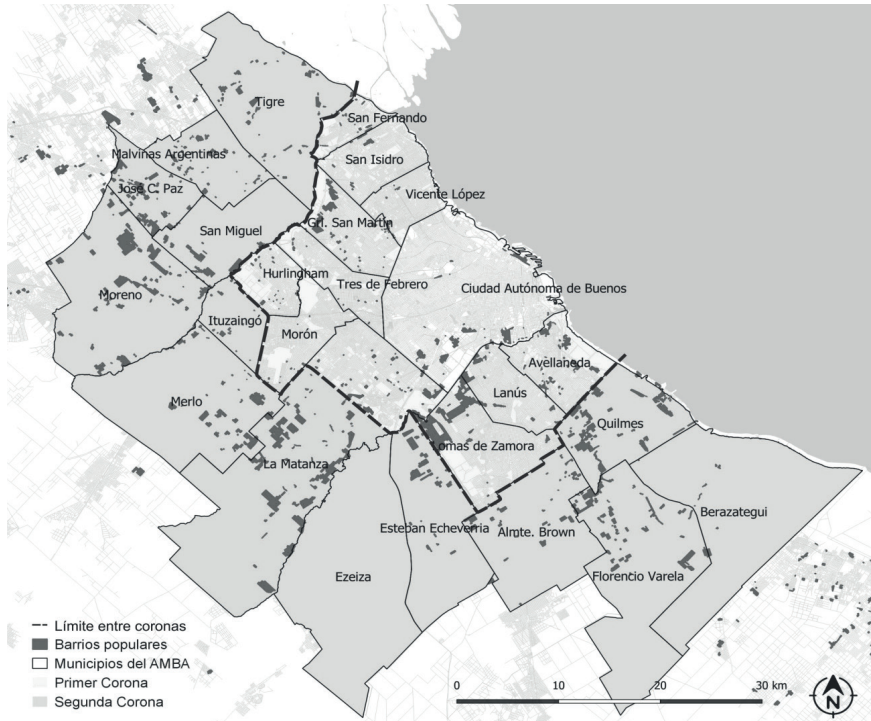 Tigre
San Fernando
San Isidro
Malvinas Argentinas
Vicente López
José C. Paz
Grl. San Martín
San Miguel
Hurlingham
Tres de Febrero
Ciudad Autónoma de Buenos
Moreno
Ituzaingó
Morón
Avellaneda
Lanús
Merlo
Quilmes
Lomas de Zamora
La Matanza
Berazategui
Esteban Echeverría
Almte. Brown
Ezeiza
Florencio Varela
Límite entre coronas
Barrios populares
Municipios del AMBA
Primer Corona
Segunda Corona
0 10 20 30 km
N